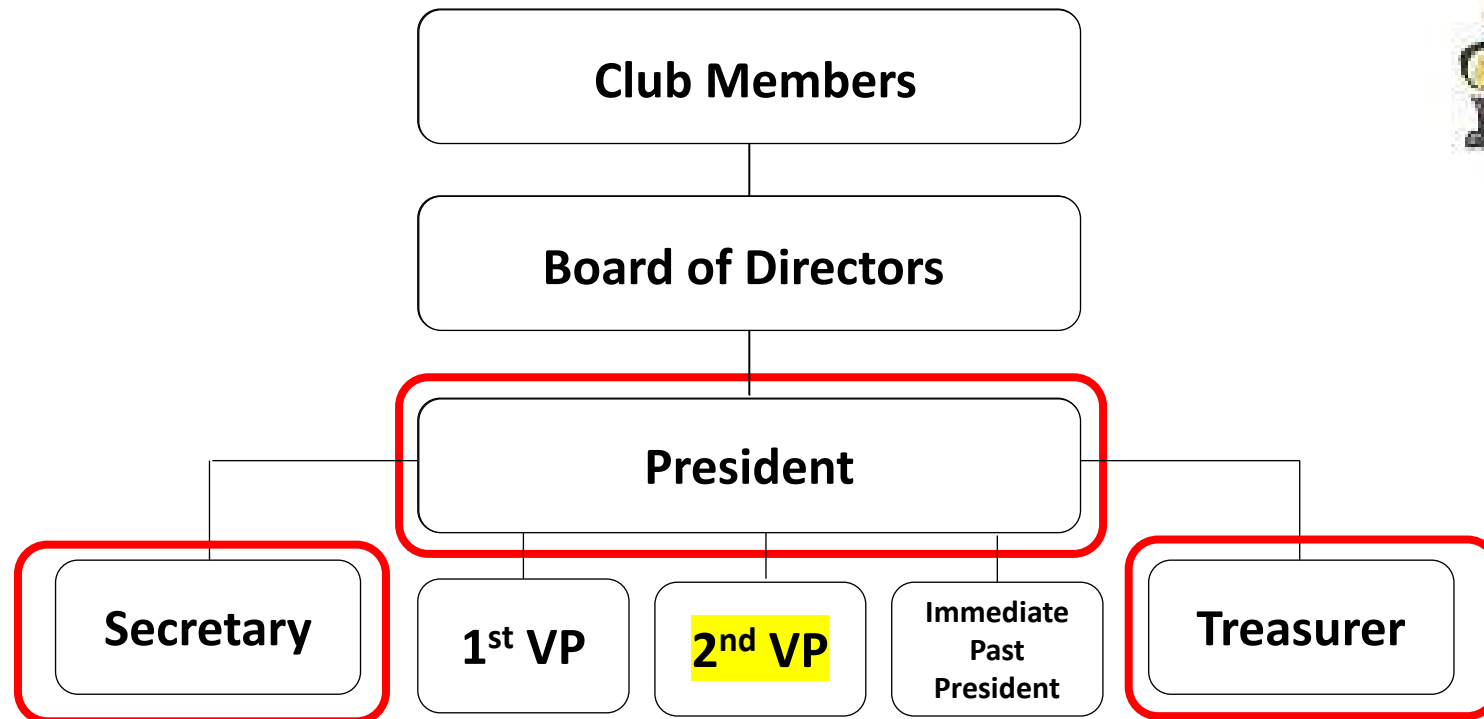 Club Members
Board of Directors
President
Secretary
1st VP
2nd VP
Immediate
Past
President
Treasurer